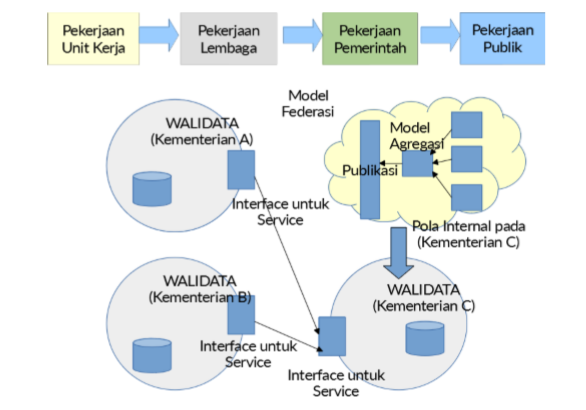 Pekerjaan
Unit Kerja
Pekerjaan
Lembaga
Pekerjaan
Pemerintah
Pekerjaan
Publik
Model
Federasi
WALIDATA
(Kementerian A)
Interface untuk
Service
Model
Agregasi
Publikasi
Pola Internal pada
(Kementerian C)
WALIDATA
(Kementerian B)
Interface untuk
Service
WALIDATA
(Kementerian C)
Interface untuk
Service